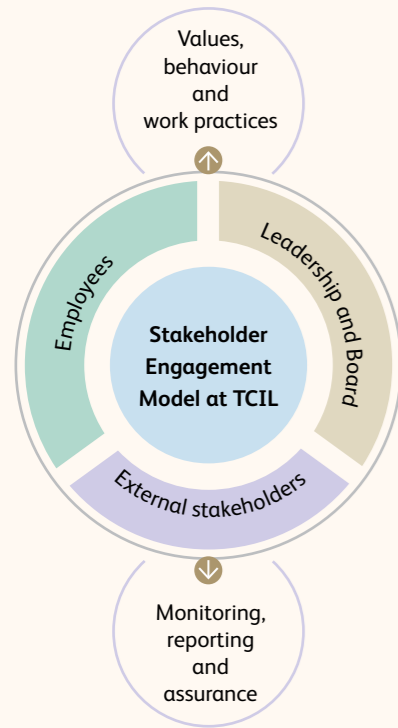 Values,
behaviour
and
work practices
Employees
Leadership and Board
Stakeholder
Engagement
Model at TCIL
External stakeholders
Monitoring,
reporting
and
assurance